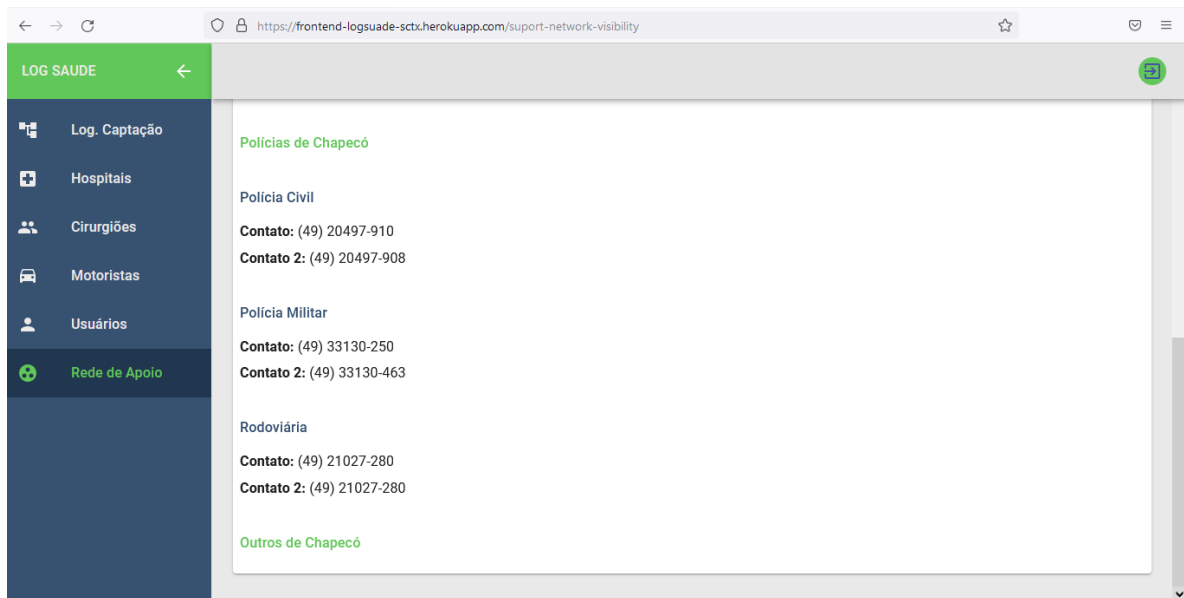 https://frontend-logsuade-sctx.herokuapp.com/suport-network-visibility
LOG SAUDE
Log. Captação
Hospitais
Cirurgiões
Motoristas
Usuários
Rede de Apoio
Polícias de Chapecó
Polícia Civil
Contato: (49) 20497-910
Contato 2: (49) 20497-908
Polícia Militar
Contato: (49) 33130-250
Contato 2: (49) 33130-463
Rodoviária
Contato: (49) 21027-280
Contato 2: (49) 21027-280
Outros de Chapecó